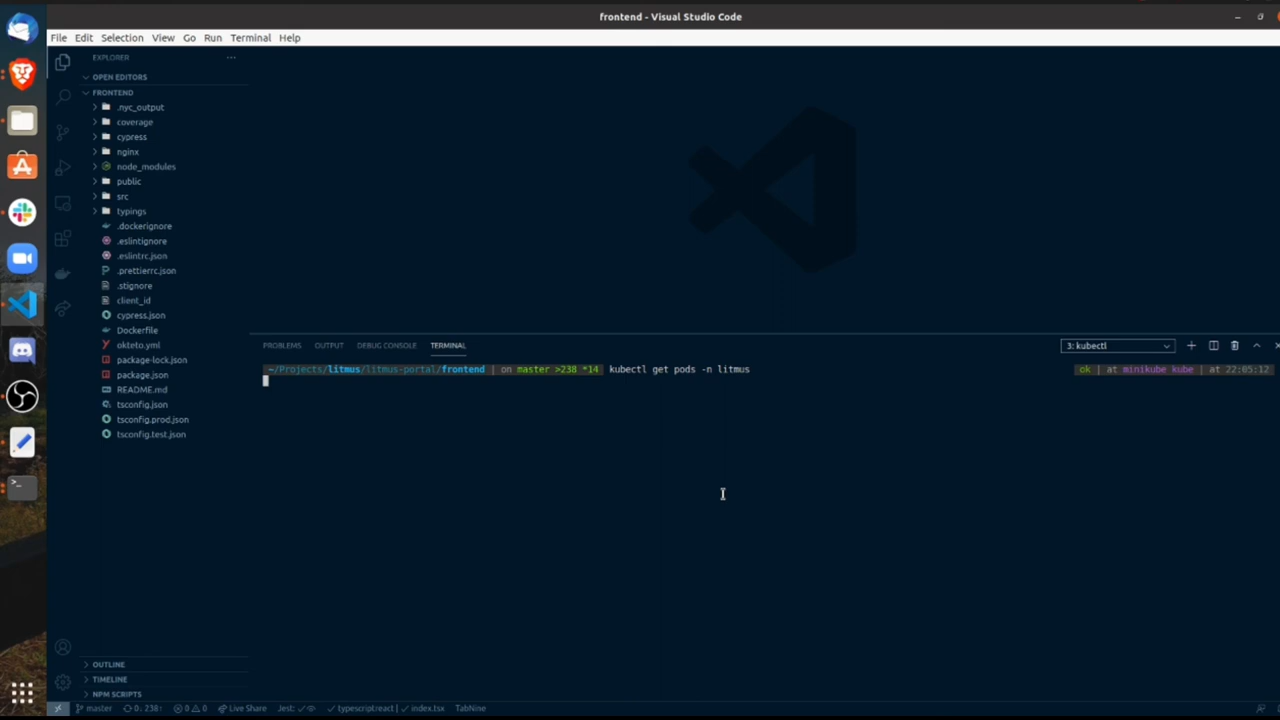 frontend - Visual Studio Code
File Edit Selection View Go Run Terminal Help
EXPLORER
OPEN EDITORS
FRONTEND
.nyc_output
coverage
cypress
nginx
node_modules
public
src
typings
.dockerignore
.eslintignore
.eslintrc.json
.prettierrc.json
.stignore
client_id
cypress.json
Dockerfile
okteto.yml
package-lock.json
package.json
README.md
tsconfig.json
tsconfig.prod.json
tsconfig.test.json
OUTLINE
TIMELINE
NPM SCRIPTS
PROBLEMS OUTPUT DEBUG CONSOLE TERMINAL 3: kubectl
~/Projects/litmus/litmus-portal/frontend | on master >238 *14 kubectl get pods -n litmus ok | at minikube kube | at 22:05:12
master 0↓ 238↑ 0 0 Live Share Jest: typescriptreact | index.tsx TabNine